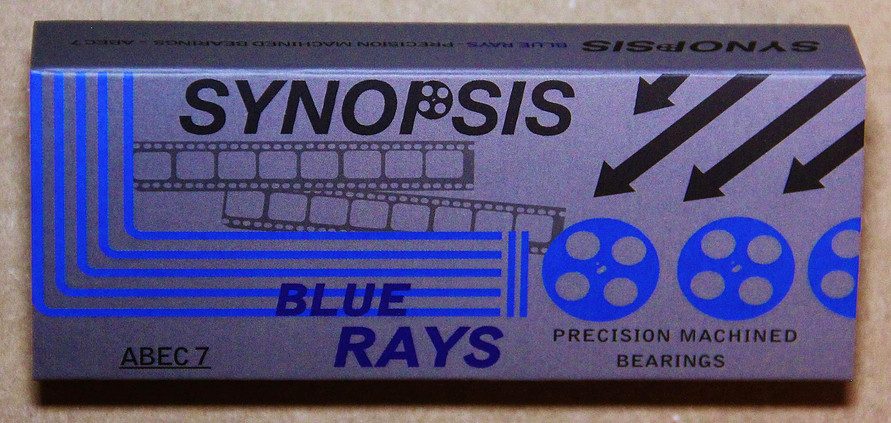 SYNOPSIS BLUE RAYS - PRECISION MACHINED BEARINGS - ABEC 7
SYNOPSIS
BLUE
RAYS
ABEC 7
PRECISION MACHINED
BEARINGS